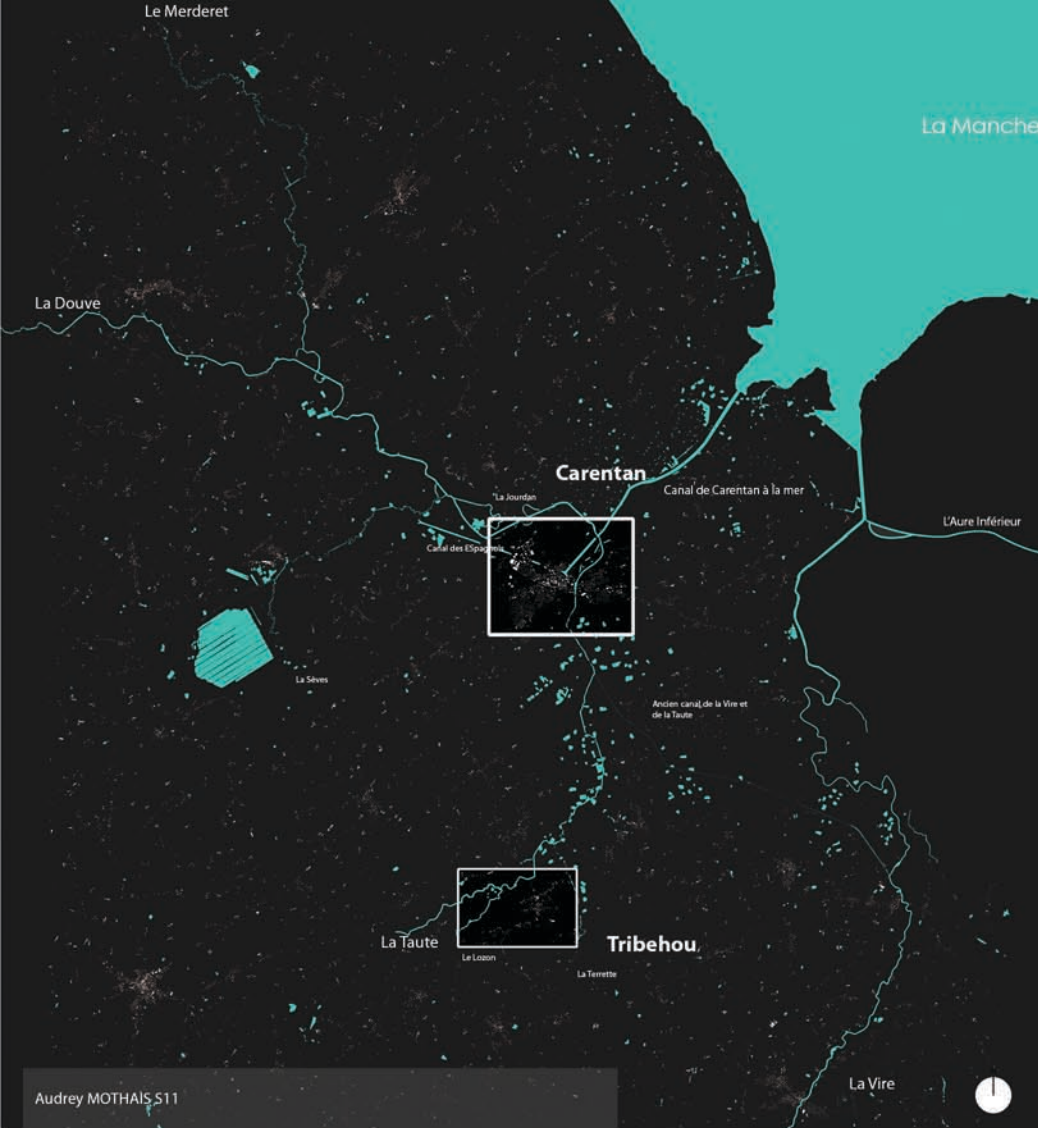 Le Merderet
La Manche
La Douve
Carentan
Canal de Carentan à la mer
"La Jourdan
L'Aure Inférieur
Canal des ESpagnols
La Sèves
Ancien canal de la Vire et
de la Taute
La Taute
Tribehou
Le Lozon
La Terrette
La Vire
Audrey MOTHAIS S11